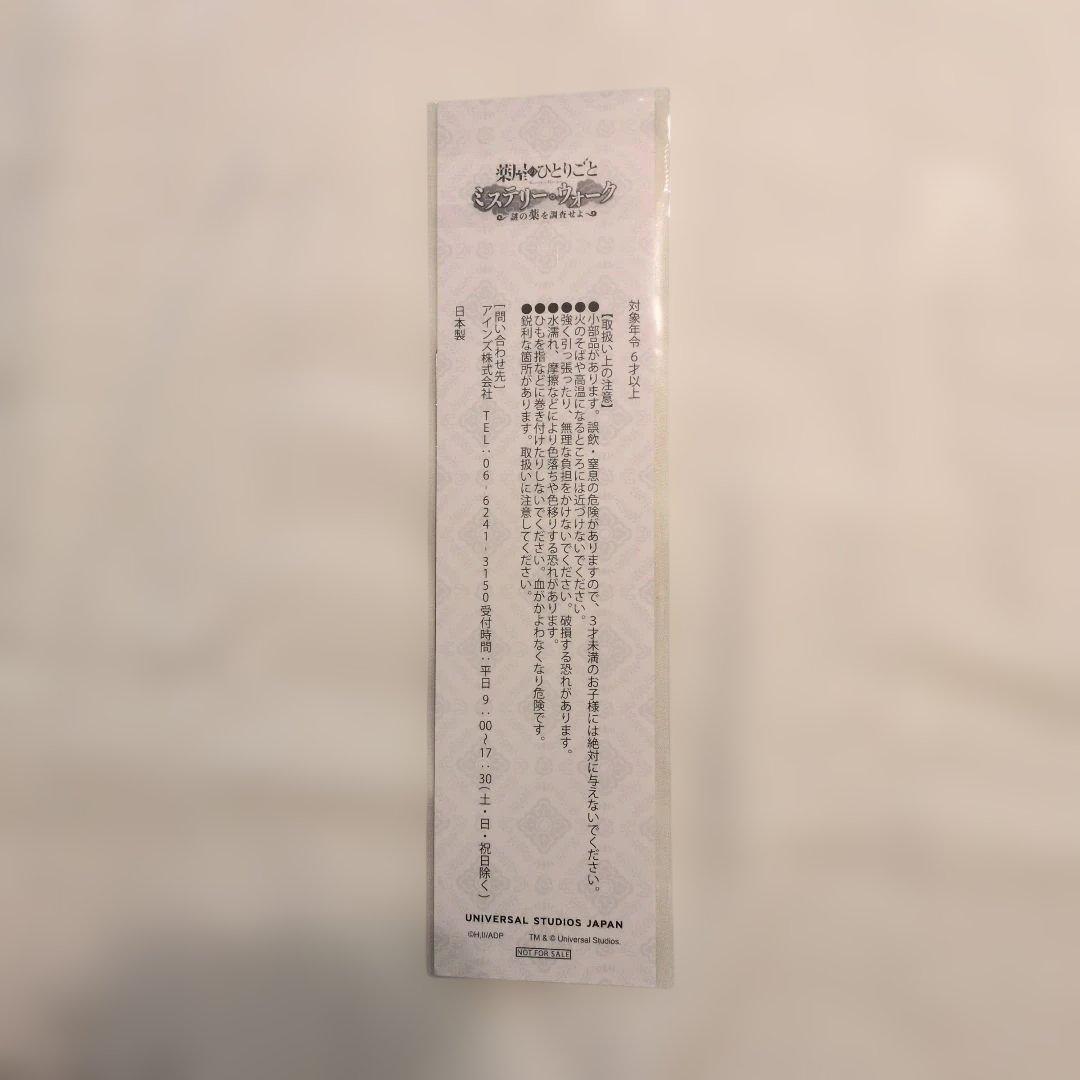 薬屋のひとりごと
ミステリー・ウォーク
～謎の薬を調査せよ～
対象年令６才以上
【取扱い上の注意】
●小部品があります。誤飲・窒息の危険がありますので、３才未満のお子様には絶対に与えないでください。
●火のそばや高温になるところには近づけないでください。
●強く引っ張ったり、無理な負担をかけないでください。破損する恐れがあります。
●水濡れ、摩擦などにより色落ちや色移りする恐れがあります。
●ひもを指などに巻き付けたりしないでください。血がかよわなくなり危険です。
●鋭利な箇所があります。取扱いに注意してください。
［問い合わせ先］
アインズ株式会社 TEL：06-6241-3150 受付時間：平日 9：00～17：30（土・日・祝日除く）
日本製
UNIVERSAL STUDIOS JAPAN
©H,I/I/ADP TM & © Universal Studios.
NOT FOR SALE